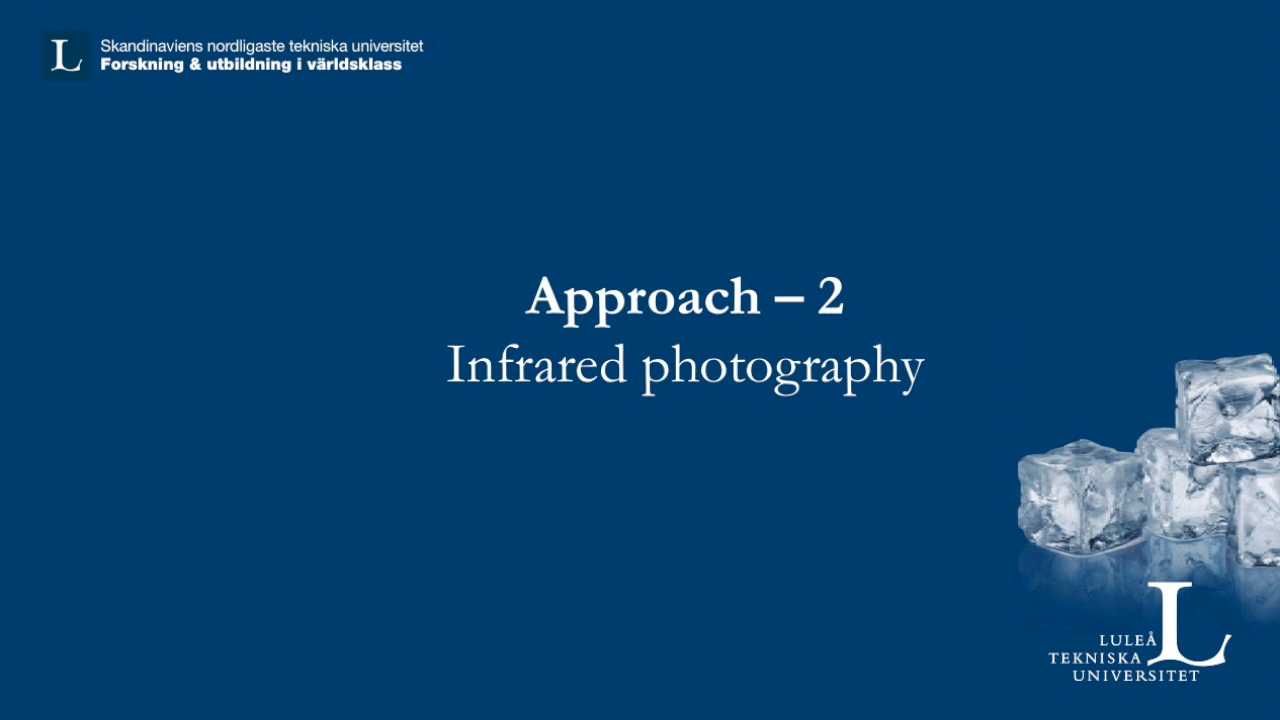 L
Skandinaviens nordligaste tekniska universitet
Forskning & utbildning i världsklass
Approach – 2
Infrared photography
L
LULEÅ
TEKNISKA
UNIVERSITET